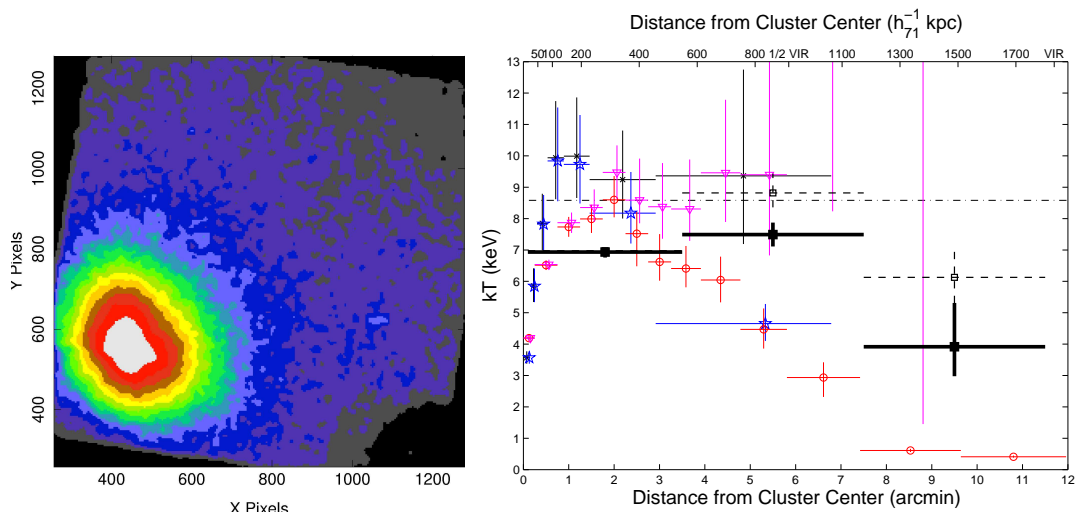 Y Pixels
1200
1000
800
600
400
400 600 800 1000 1200
X Pixels
Distance from Cluster Center (h₇₁⁻¹ kpc)
50 100 200 400 600 800 1/2 VIR 1100 1300 1500 1700 VIR
kT (keV)
13
12
11
10
9
8
7
6
5
4
3
2
1
0
0 1 2 3 4 5 6 7 8 9 10 11 12
Distance from Cluster Center (arcmin)